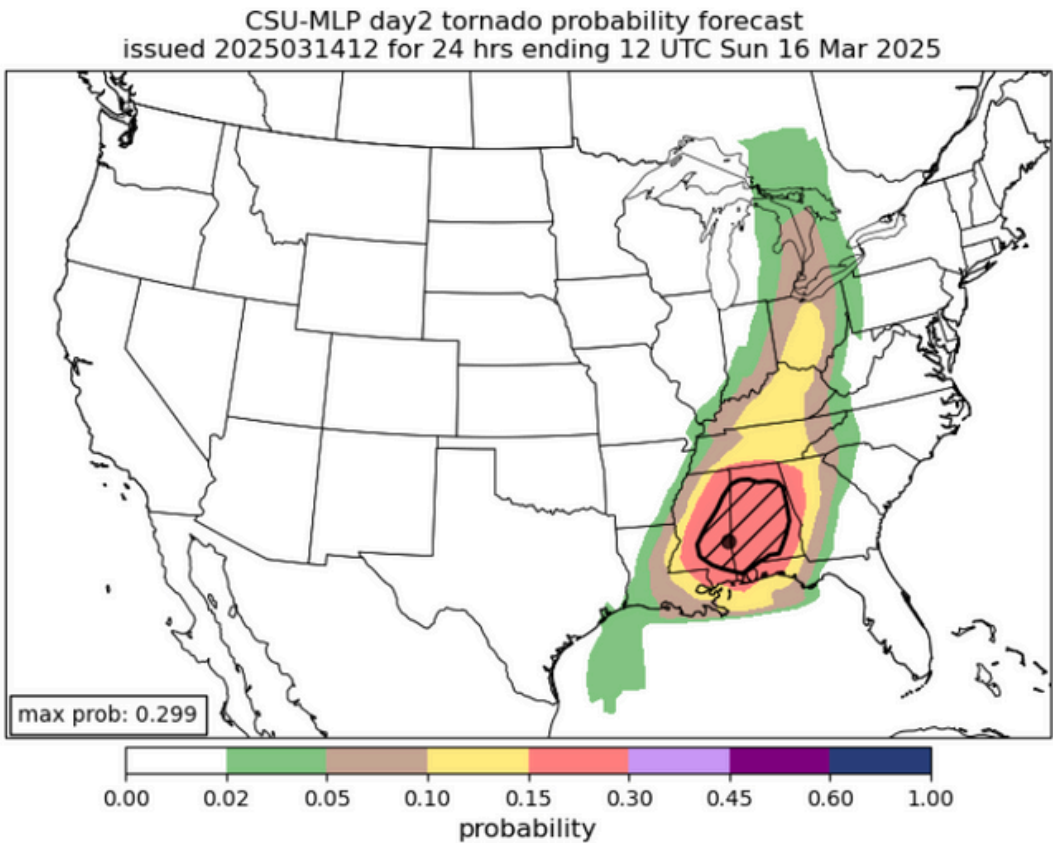 CSU-MLP day2 tornado probability forecast
issued 2025031412 for 24 hrs ending 12 UTC Sun 16 Mar 2025
max prob: 0.299
0.00 0.02 0.05 0.10 0.15 0.30 0.45 0.60 1.00
probability